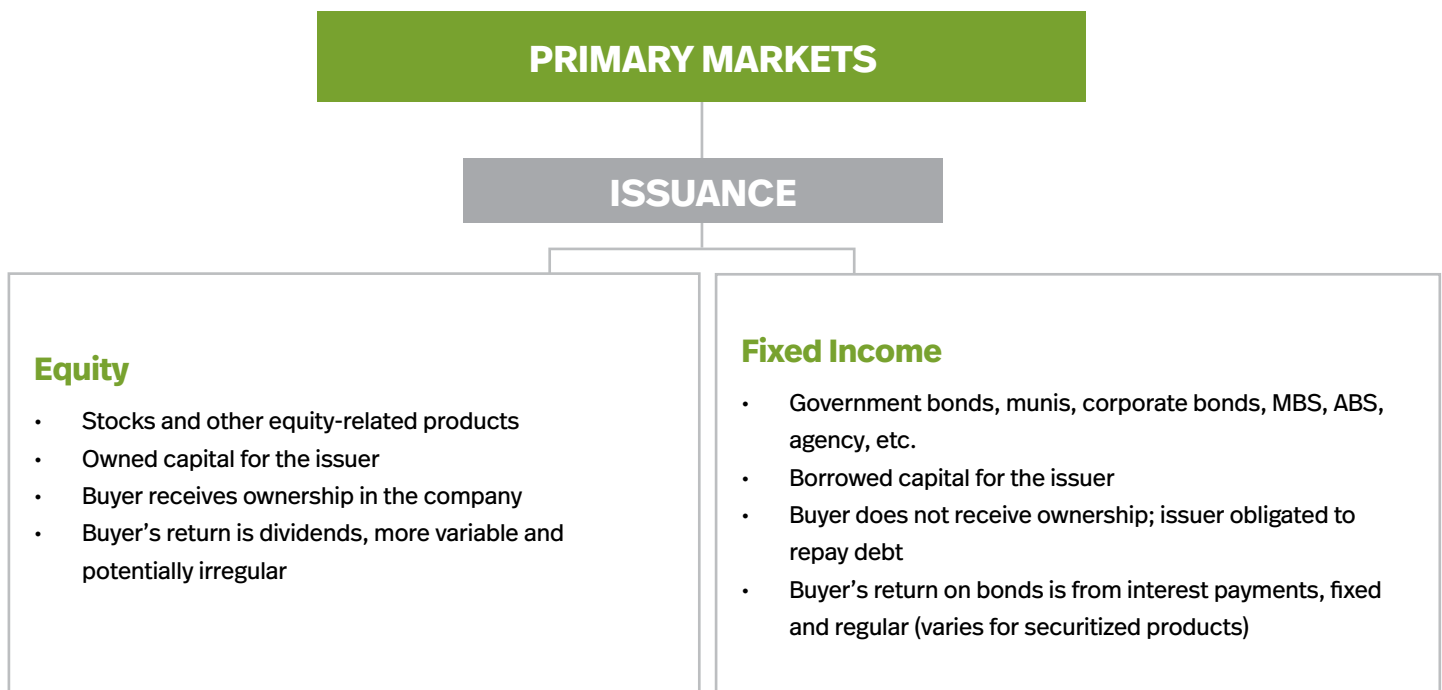 PRIMARY MARKETS
ISSUANCE
Equity
• Stocks and other equity-related products
• Owned capital for the issuer
• Buyer receives ownership in the company
• Buyer’s return is dividends, more variable and
potentially irregular
Fixed Income
• Government bonds, munis, corporate bonds, MBS, ABS,
agency, etc.
• Borrowed capital for the issuer
• Buyer does not receive ownership; issuer obligated to
repay debt
• Buyer’s return on bonds is from interest payments, fixed
and regular (varies for securitized products)